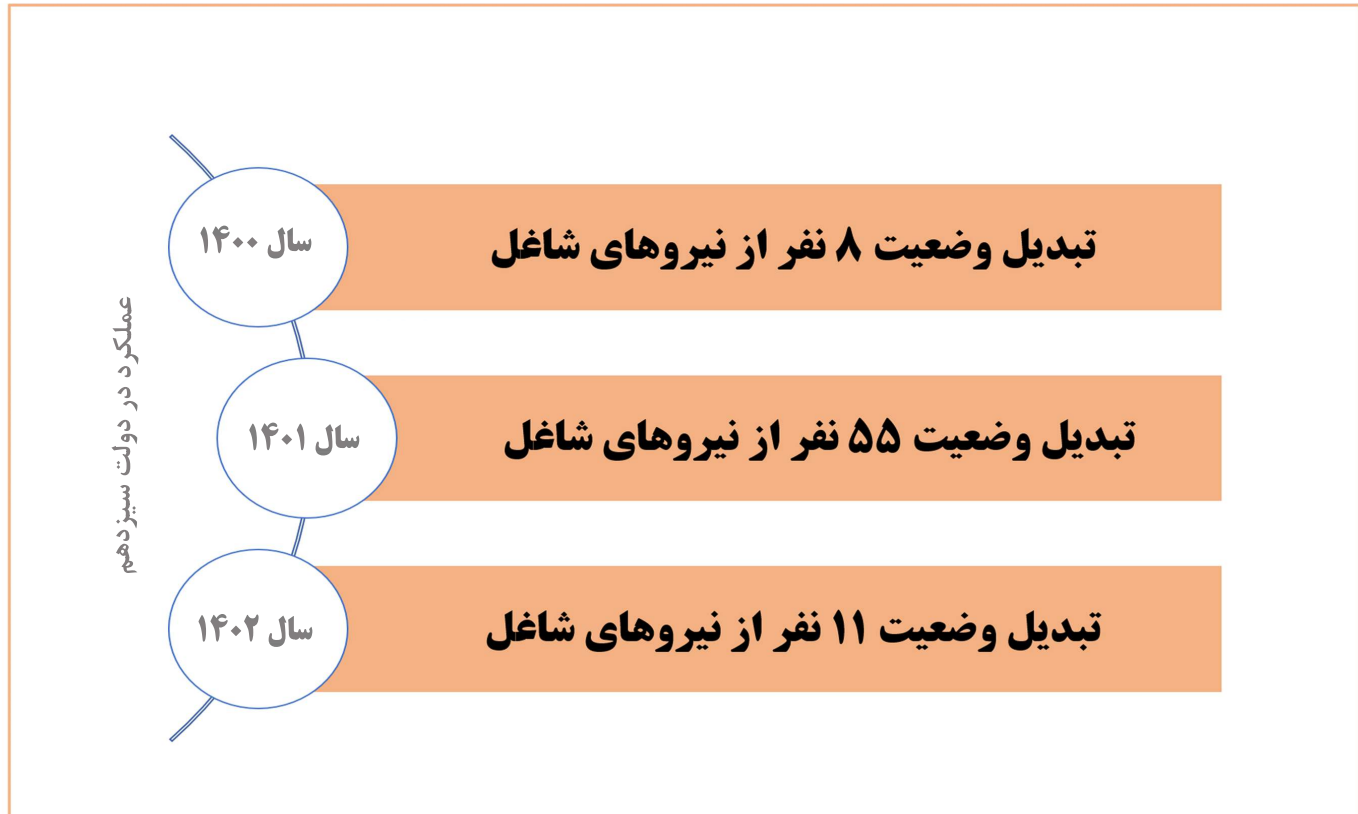 عملکرد در دولت سیزدهم
سال ۱۴۰۰
تبدیل وضعیت ۸ نفر از نیروهای شاغل
سال ۱۴۰۱
تبدیل وضعیت ۵۵ نفر از نیروهای شاغل
سال ۱۴۰۲
تبدیل وضعیت ۱۱ نفر از نیروهای شاغل